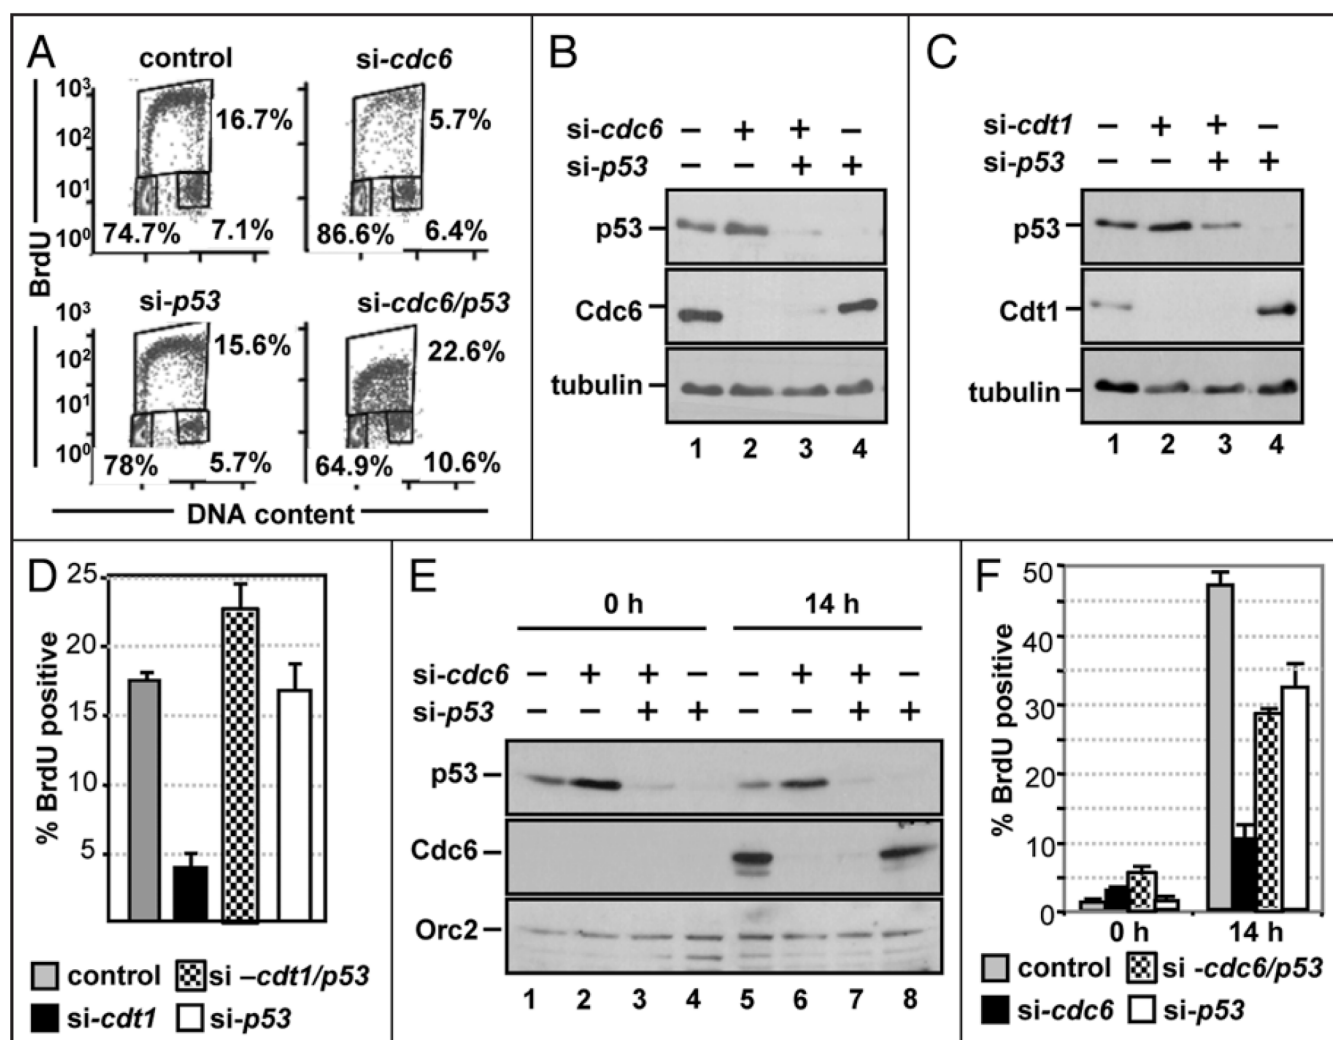 A
control
si-cdc6
BrdU
10³
10²
10¹
10⁰
16.7%
74.7%
7.1%
5.7%
86.6%
6.4%
si-p53
si-cdc6/p53
10³
10²
10¹
10⁰
15.6%
78%
5.7%
22.6%
64.9%
10.6%
DNA content
B
si-cdc6 − + + −
si-p53 − − + +
p53
Cdc6
tubulin
1 2 3 4
C
si-cdt1 − + + −
si-p53 − − + +
p53
Cdt1
tubulin
1 2 3 4
D
% BrdU positive
25
20
15
10
5
control
si –cdt1/p53
si-cdt1
si-p53
E
0 h 14 h
si-cdc6 − + + − − + + −
si-p53 − − + + − − + +
p53
Cdc6
Orc2
1 2 3 4 5 6 7 8
F
% BrdU positive
50
40
30
20
10
0
0 h 14 h
control
si -cdc6/p53
si-cdc6
si-p53